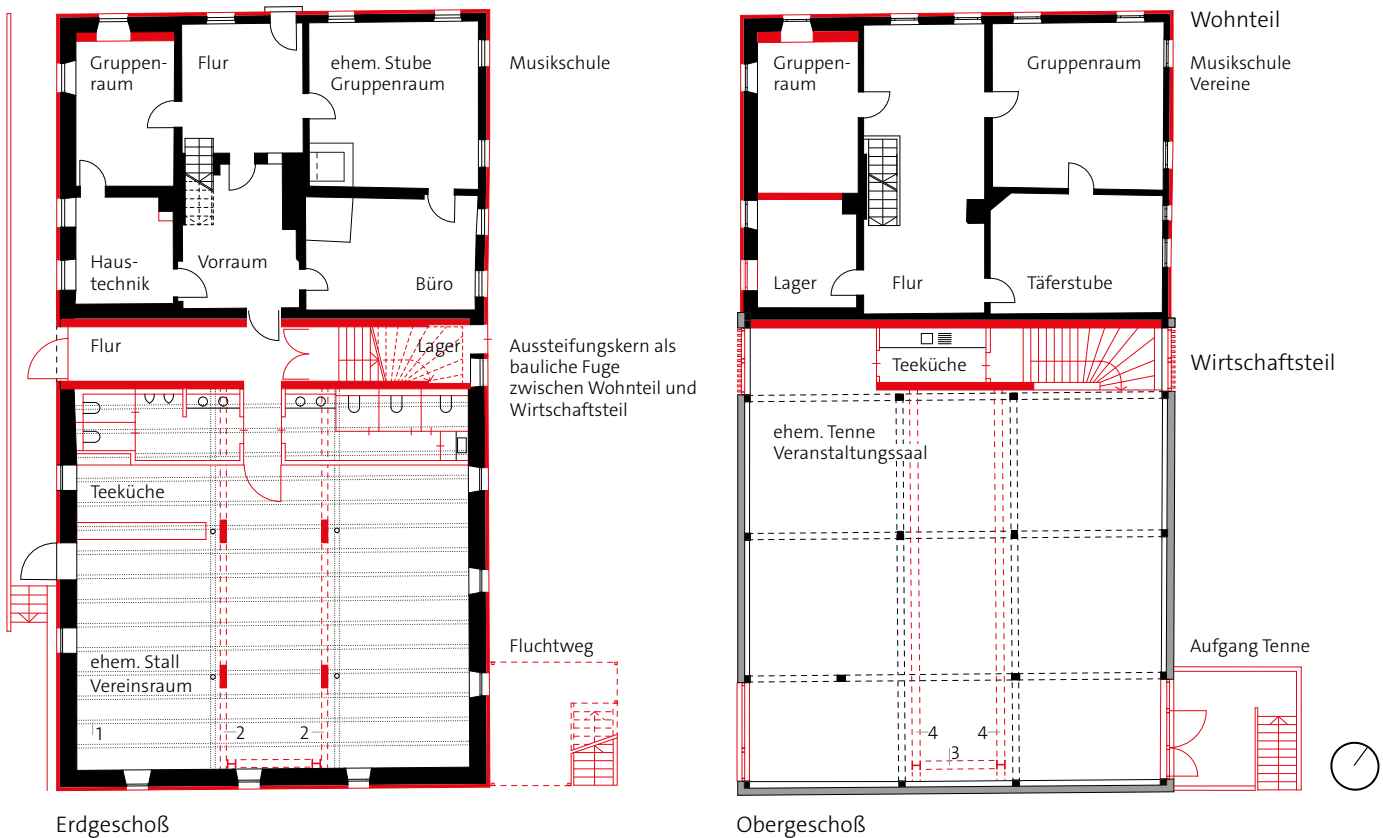 Gruppen-
raum
Flur
ehem. Stube
Gruppenraum
Musikschule
Haus-
technik
Vorraum
Büro
Flur
Lager
Aussteifungskern als
bauliche Fuge
zwischen Wohnteil und
Wirtschaftsteil
Teeküche
ehem. Stall
Vereinsraum
Fluchtweg
1
2
2
Erdgeschoß
Wohnteil
Gruppen-
raum
Gruppenraum
Musikschule
Vereine
Lager
Flur
Täferstube
Teeküche
Wirtschaftsteil
ehem. Tenne
Veranstaltungssaal
Aufgang Tenne
4
4
3
Obergeschoß